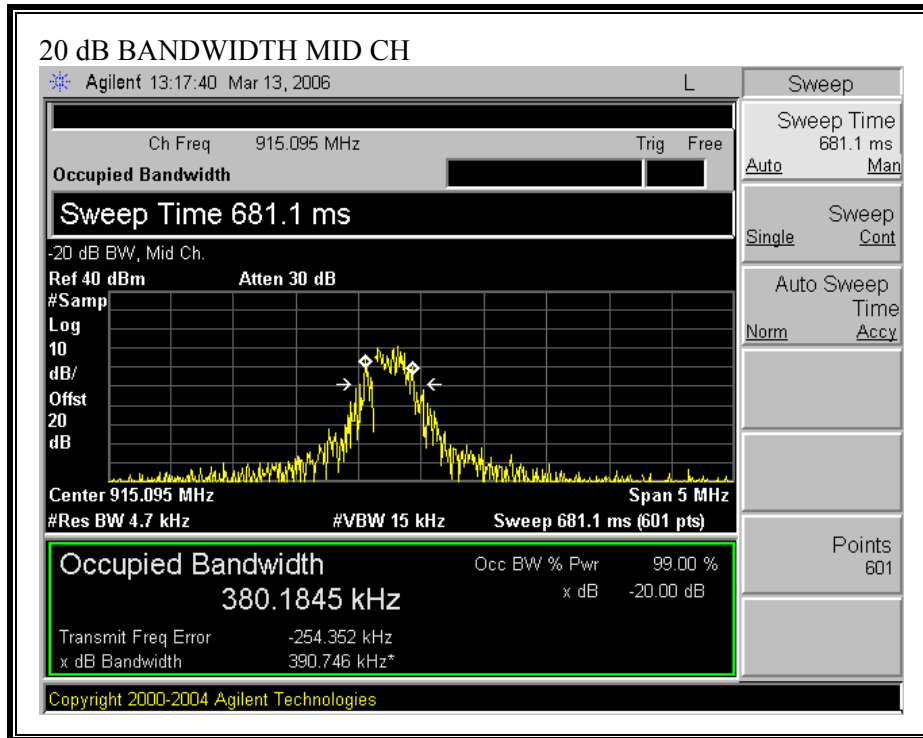 20 dB BANDWIDTH MID CH
Agilent 13:17:40 Mar 13, 2006 L
Ch Freq 915.095 MHz Trig Free
Occupied Bandwidth
Sweep Time 681.1 ms
-20 dB BW, Mid Ch.
Ref 40 dBm Atten 30 dB
#Samp
Log
10
dB/
Offst
20
dB
Center 915.095 MHz Span 5 MHz
#Res BW 4.7 kHz #VBW 15 kHz Sweep 681.1 ms (601 pts)
Occupied Bandwidth Occ BW % Pwr 99.00 %
380.1845 kHz x dB -20.00 dB
Transmit Freq Error -254.352 kHz
x dB Bandwidth 390.746 kHz*
Copyright 2000-2004 Agilent Technologies
Sweep
Sweep Time
681.1 ms
Auto Man
Sweep
Single Cont
Auto Sweep
Time
Norm Accy
Points
601